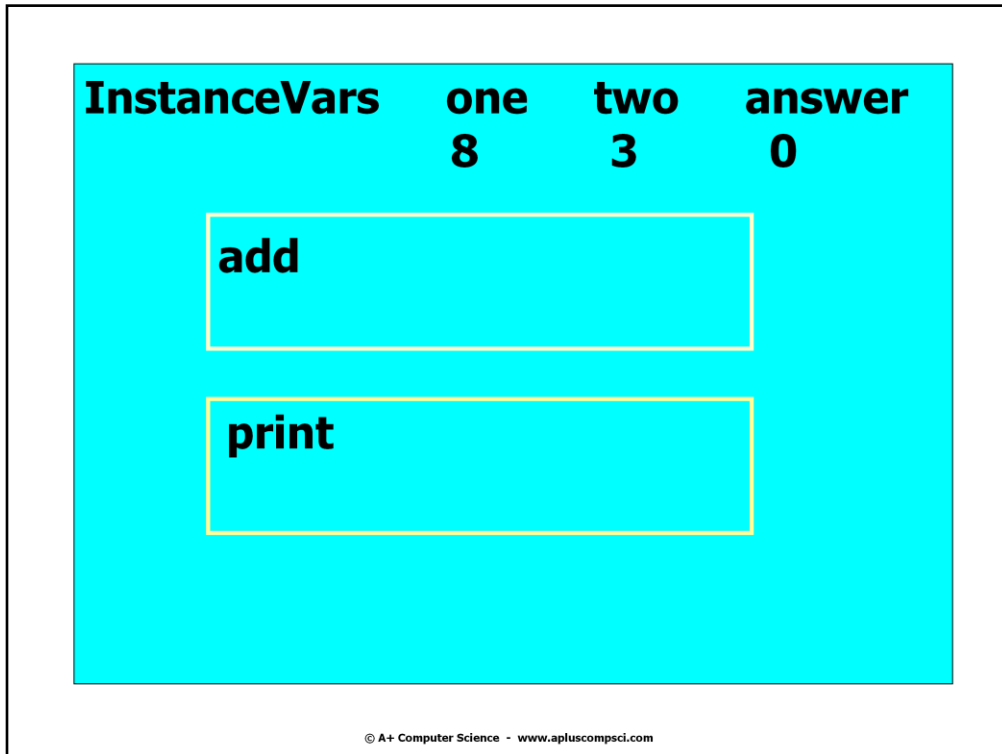 InstanceVars one two answer
8 3 0
add
print
© A+ Computer Science - www.apluscompsci.com